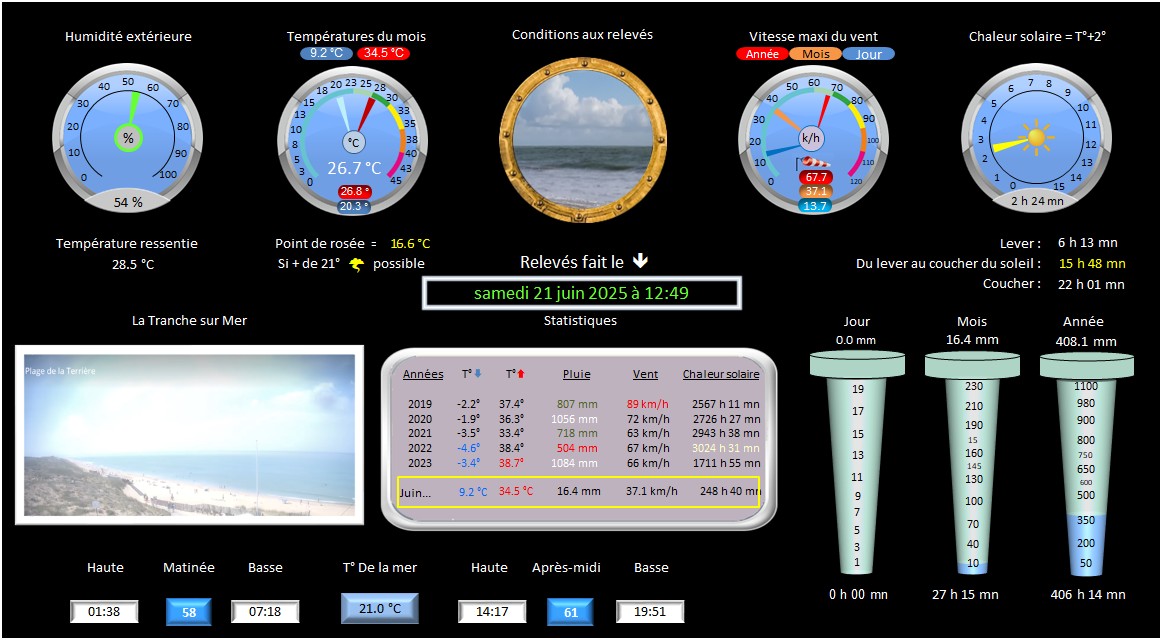 Humidité extérieure
0 10 20 30 40 50 60 70 80 90 100
%
54 %
Températures du mois
9.2 °C 34.5 °C
0 3 5 8 10 13 15 18 20 23 25 28 30 33 35 38 40 43 45
°C
26.7 °C
26.8 °
20.3 °
Conditions aux relevés
Vitesse maxi du vent
Année Mois Jour
0 10 20 30 40 50 60 70 80 90 100 110 120
k/h
67.7
37.1
13.7
Chaleur solaire = T°+2°
0 1 2 3 4 5 6 7 8 9 10 11 12 13 14 15
2 h 24 mn
Température ressentie
28.5 °C
Point de rosée = 16.6 °C
Si + de 21° possible
Relevés fait le
samedi 21 juin 2025 à 12:49
Lever : 6 h 13 mn
Du lever au coucher du soleil : 15 h 48 mn
Coucher : 22 h 01 mn
La Tranche sur Mer
Plage de la Terrière
Statistiques
Années T° T° Pluie Vent Chaleur solaire
2019 -2.2° 37.4° 807 mm 89 km/h 2567 h 11 mn
2020 -1.9° 36.3° 1056 mm 72 km/h 2726 h 27 mn
2021 -3.5° 33.4° 718 mm 63 km/h 2943 h 38 mn
2022 -4.6° 38.4° 504 mm 67 km/h 3024 h 31 mn
2023 -3.4° 38.7° 1084 mm 66 km/h 1711 h 55 mn
Juin... 9.2 °C 34.5 °C 16.4 mm 37.1 km/h 248 h 40 mn
Jour
0.0 mm
19
17
15
13
11
9
7
5
3
1
0 h 00 mn
Mois
16.4 mm
230
210
190
15
160
145
130
100
70
40
10
27 h 15 mn
Année
408.1 mm
1100
980
900
800
750
650
600
500
350
200
50
406 h 14 mn
Haute Matinée Basse
01:38 58 07:18
T° De la mer
21.0 °C
Haute Après-midi Basse
14:17 61 19:51